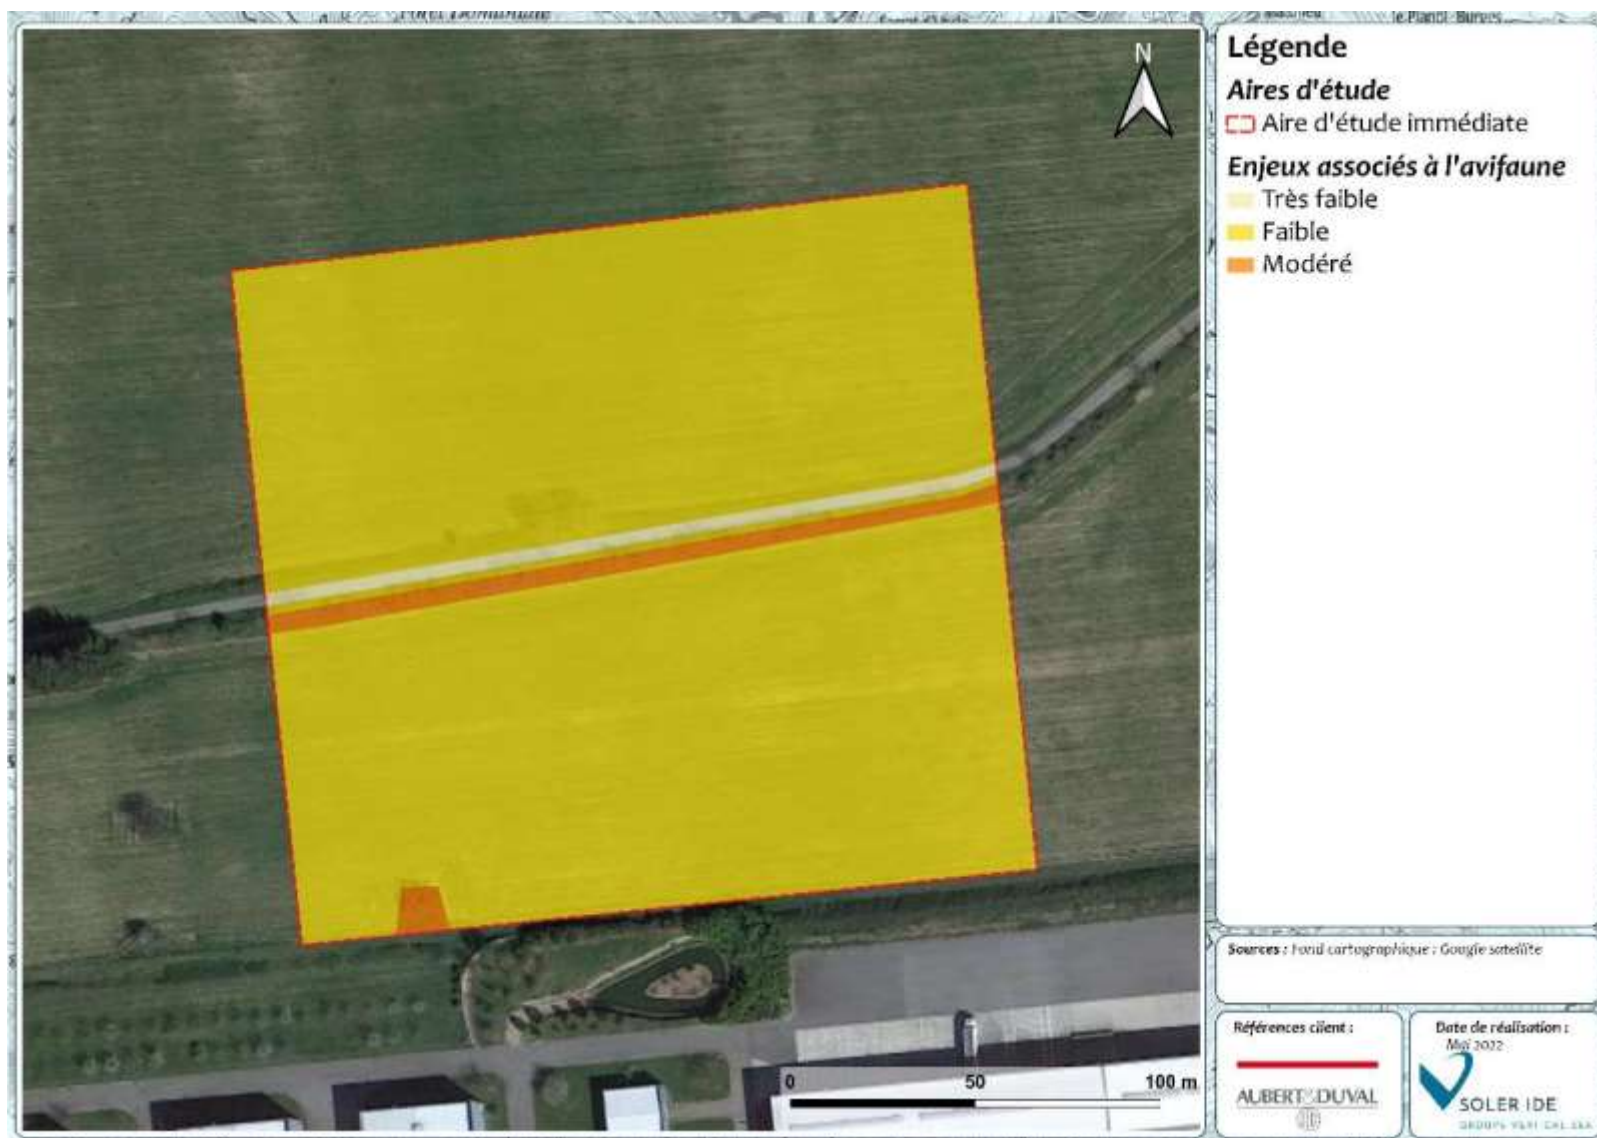 N
Légende
Aires d'étude
Aire d'étude immédiate
Enjeux associés à l'avifaune
Très faible
Faible
Modéré
Sources : Fond cartographique : Google satellite
Références client :
AUBERT&DUVAL
Date de réalisation :
Mai 2022
SOLER IDE
0 50 100 m